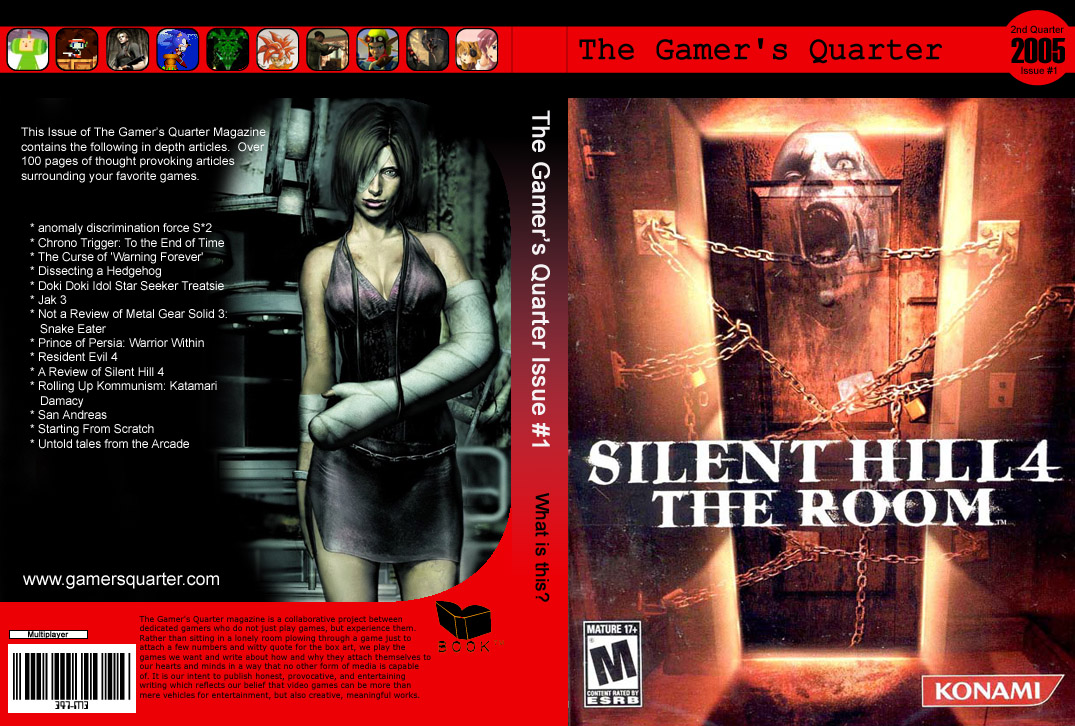 The Gamer's Quarter
2nd Quarter
2005
Issue #1
This Issue of The Gamer's Quarter Magazine
contains the following in depth articles. Over
100 pages of thought provoking articles
surrounding your favorite games.
* anomaly discrimination force S*2
* Chrono Trigger: To the End of Time
* The Curse of 'Warning Forever'
* Dissecting a Hedgehog
* Doki Doki Idol Star Seeker Treatsie
* Jak 3
* Not a Review of Metal Gear Solid 3:
Snake Eater
* Prince of Persia: Warrior Within
* Resident Evil 4
* A Review of Silent Hill 4
* Rolling Up Kommunism: Katamari
Damacy
* San Andreas
* Starting From Scratch
* Untold tales from the Arcade
www.gamersquarter.com
Multiplayer
The Gamer's Quarter magazine is a collaborative project between
dedicated gamers who do not just play games, but experience them.
Rather than sitting in a lonely room plowing through a game just to
attach a few numbers and witty quote for the box art, we play the
games we want and write about how and why they attach themselves to
our hearts and minds in a way that no other form of media is capable
of. It is our intent to publish honest, provocative, and entertaining
writing which reflects our belief that video games can be more than
mere vehicles for entertainment, but also creative, meaningful works.
BOOK
The Gamer's Quarter Issue #1
What is this?
SILENT HILL 4
THE ROOM™
MATURE 17+
M
CONTENT RATED BY
ESRB
KONAMI